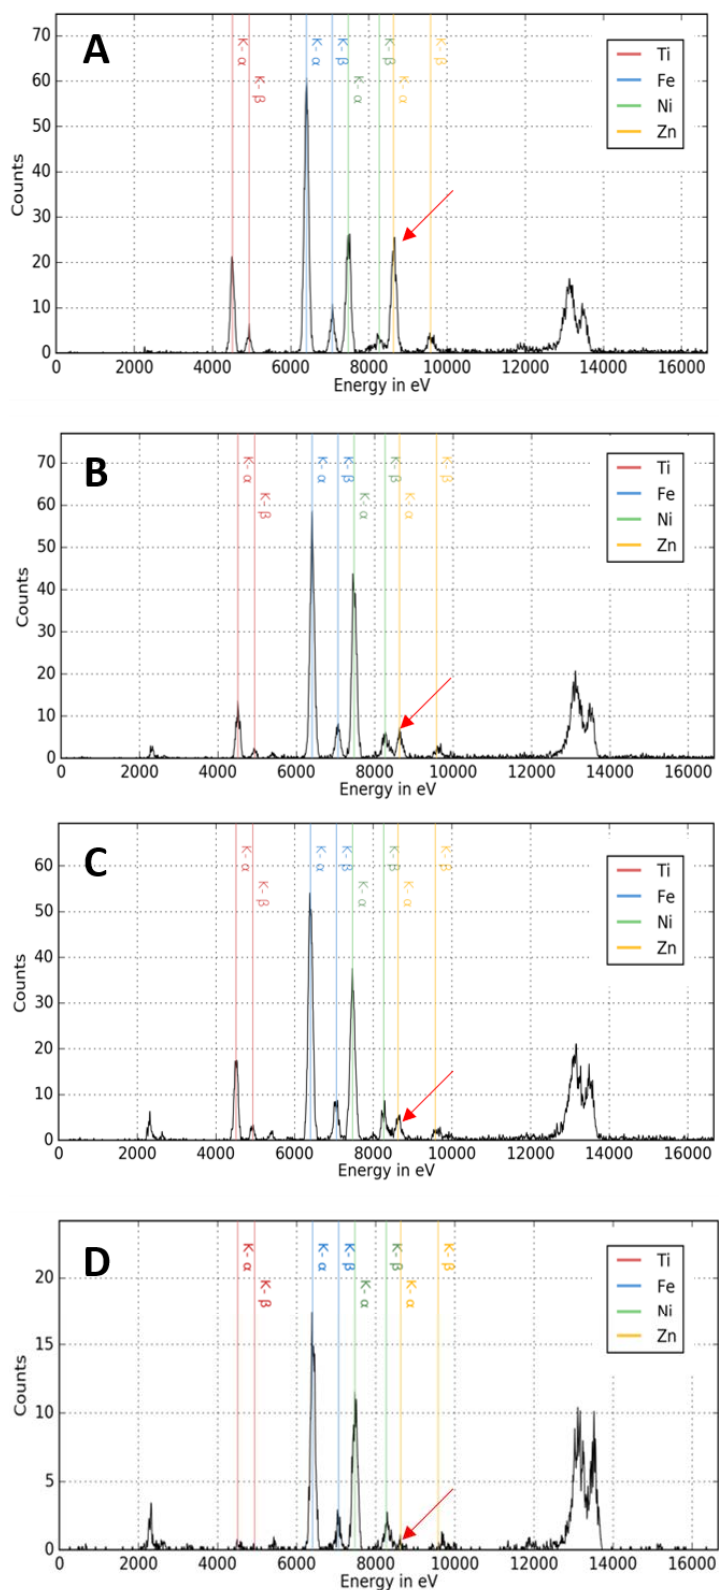 A
K-α
K-β
K-α
K-β
K-α
K-β
K-α
K-β
Ti
Fe
Ni
Zn
70
60
50
40
30
20
10
0
Counts
0 2000 4000 6000 8000 10000 12000 14000 16000
Energy in eV
B
K-α
K-β
K-α
K-β
K-α
K-β
K-α
K-β
Ti
Fe
Ni
Zn
70
60
50
40
30
20
10
0
Counts
0 2000 4000 6000 8000 10000 12000 14000 16000
Energy in eV
C
K-α
K-β
K-α
K-β
K-α
K-β
K-α
K-β
Ti
Fe
Ni
Zn
60
50
40
30
20
10
0
Counts
0 2000 4000 6000 8000 10000 12000 14000 16000
Energy in eV
D
K-α
K-β
K-α
K-β
K-α
K-β
K-α
K-β
Ti
Fe
Ni
Zn
20
15
10
5
0
Counts
0 2000 4000 6000 8000 10000 12000 14000 16000
Energy in eV